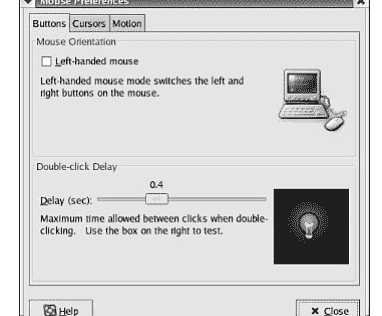 Mouse Preferences
Buttons Cursors Motion
Mouse Orientation
Left-handed mouse
Left-handed mouse mode switches the left and
right buttons on the mouse.
Double-click Delay
0.4
Delay (sec):
Maximum time allowed between clicks when double-
clicking. Use the box on the right to test.
Help
Close